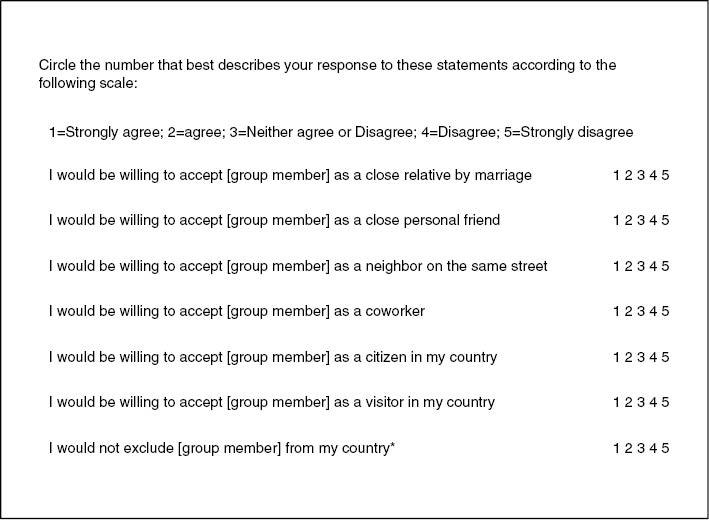 Circle the number that best describes your response to these statements according to the
following scale:
1=Strongly agree; 2=agree; 3=Neither agree or Disagree; 4=Disagree; 5=Strongly disagree
I would be willing to accept [group member] as a close relative by marriage 1 2 3 4 5
I would be willing to accept [group member] as a close personal friend 1 2 3 4 5
I would be willing to accept [group member] as a neighbor on the same street 1 2 3 4 5
I would be willing to accept [group member] as a coworker 1 2 3 4 5
I would be willing to accept [group member] as a citizen in my country 1 2 3 4 5
I would be willing to accept [group member] as a visitor in my country 1 2 3 4 5
I would not exclude [group member] from my country* 1 2 3 4 5